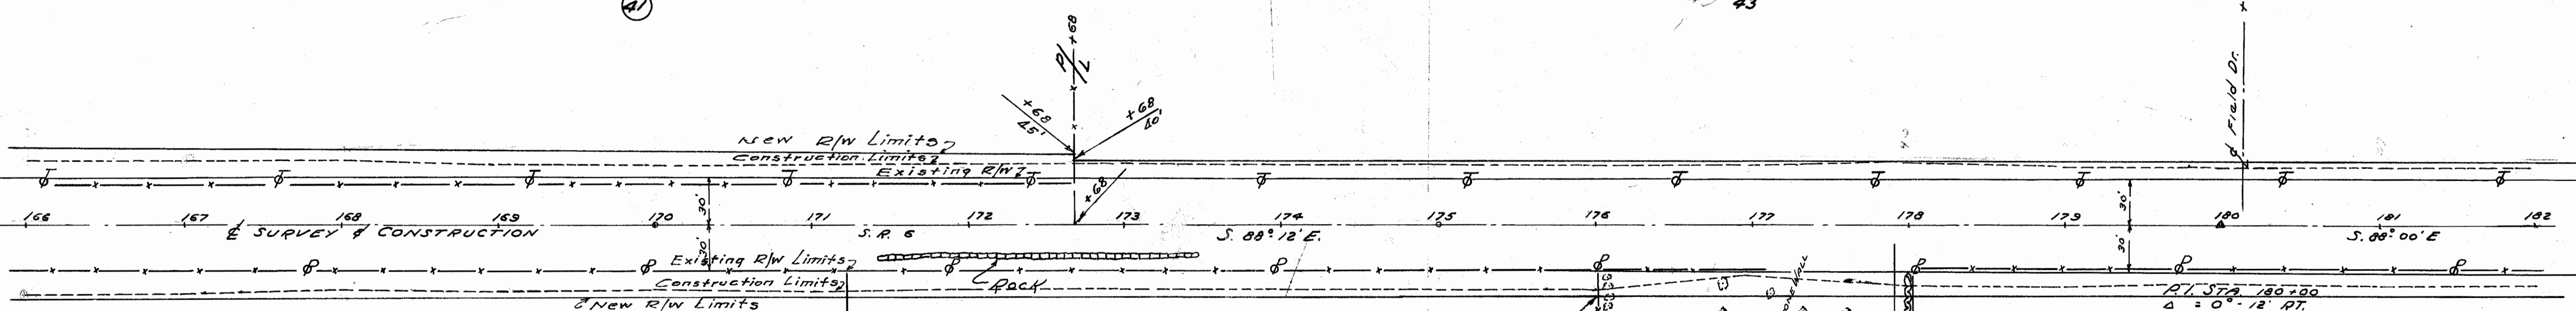 41
43
P/L +68
+68
45'
+68
40'
℄ Field Dr.
New R/W Limits
Construction Limits
Existing R/W
+68
30'
30'
166 167 168 169 170 171 172 173 174 175 176 177 178 179 180 181 182
℄ SURVEY & CONSTRUCTION
S.R. 6
S. 88° 12' E.
S. 88° 00' E
30'
30'
Existing R/W Limits
Construction Limits
Rock
New R/W Limits
P.I. STA. 180+00
Δ = 0° - 12' RT.